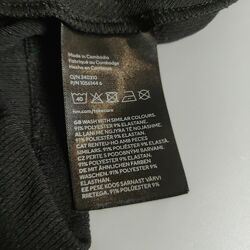 Made in Cambodia
Fabriqué au Cambodge
Hecho en Camboya
O/N 340310
P/N 1056144 6
40
hm.com/
GB WASH WITH SIMILAR COLOURS.
91% POLYESTER 9% ELASTANE.
AL LANI ME NGJYRA TË NGJASHME.
91% POLIESTER 9% ELASTAN.
CAT RENTEU-HO AMB PECES
SIMILARS. 91% POLIÈSTER 9%
ELASTÀ.
CZ PERTE S PODOBNÝMI BARVAMI.
91% POLYESTER 9% ELASTAN.
DE MIT ÄHNLICHEN FARBEN
WASCHEN. 91% POLYESTER 9%
ELASTHAN.
EE PESE KOOS SARNAST VÄRVI
RIIETEGA. 91% POLÜESTER 9%